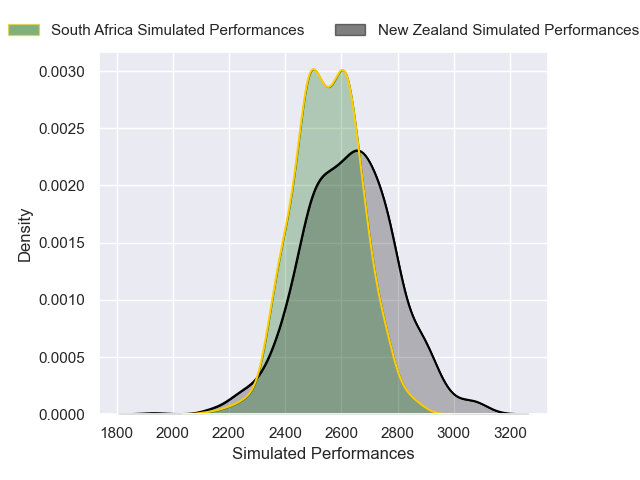 South Africa Simulated Performances
New Zealand Simulated Performances
0.0030
0.0025
0.0020
0.0015
0.0010
0.0005
0.0000
Density
1800 2000 2200 2400 2600 2800 3000 3200
Simulated Performances